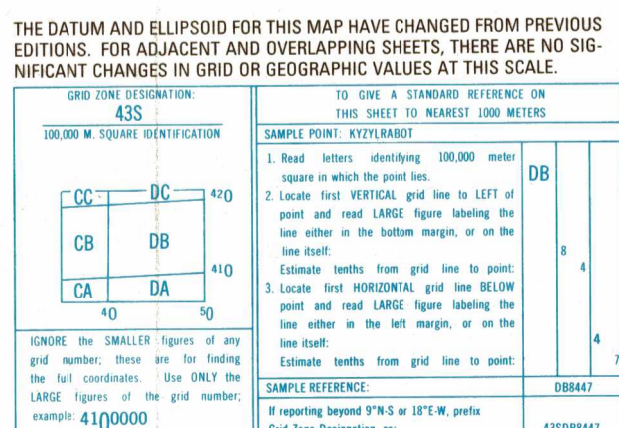 THE DATUM AND ELLIPSOID FOR THIS MAP HAVE CHANGED FROM PREVIOUS
EDITIONS. FOR ADJACENT AND OVERLAPPING SHEETS, THERE ARE NO SIG-
NIFICANT CHANGES IN GRID OR GEOGRAPHIC VALUES AT THIS SCALE.
GRID ZONE DESIGNATION:
43S
100,000 M. SQUARE IDENTIFICATION
CC DC 420
CB DB
410
CA DA
40 50
IGNORE the SMALLER figures of any
grid number; these are for finding
the full coordinates. Use ONLY the
LARGE figures of the grid number;
example: 4100000
TO GIVE A STANDARD REFERENCE ON
THIS SHEET TO NEAREST 1000 METERS
SAMPLE POINT: KYZYLRABOT
1. Read letters identifying 100,000 meter
square in which the point lies. DB
2. Locate first VERTICAL grid line to LEFT of
point and read LARGE figure labeling the
line either in the bottom margin, or on the
line itself: 8
Estimate tenths from grid line to point: 4
3. Locate first HORIZONTAL grid line BELOW
point and read LARGE figure labeling the
line either in the left margin, or on the
line itself: 4
Estimate tenths from grid line to point: 7
SAMPLE REFERENCE: DB8447
If reporting beyond 9°N-S or 18°E-W, prefix
Grid Zone Designation, as: 43SDB8447